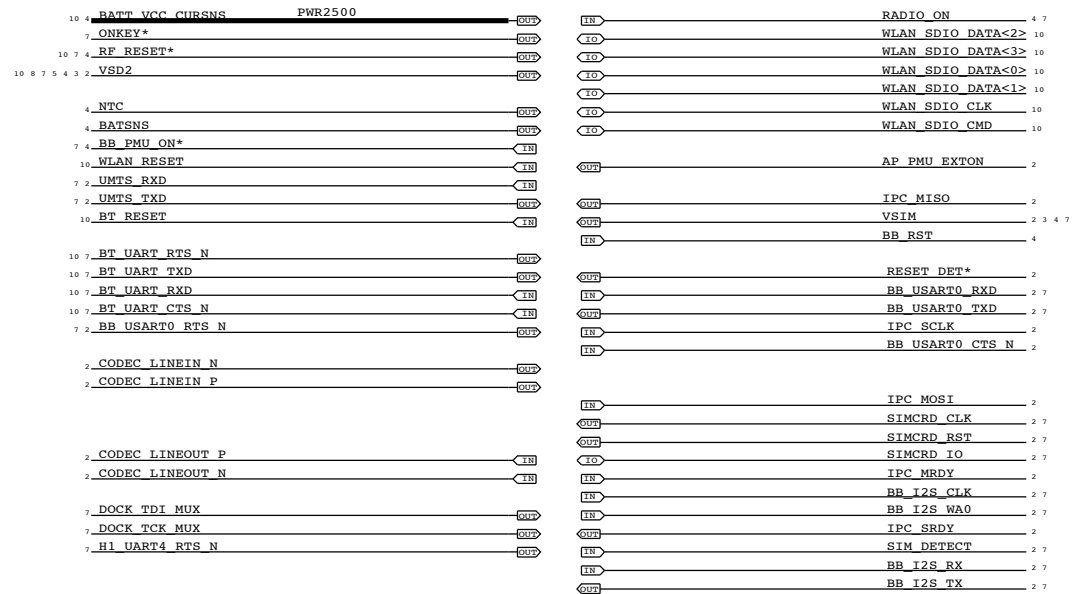 10 4 BATT_VCC_CURSNS PWR2500 OUT
7 ONKEY* OUT
10 7 4 RF_RESET* OUT
10 8 7 5 4 3 2 VSD2 OUT
4 NTC OUT
4 BATSNS OUT
7 4 BB_PMU_ON* IN
10 WLAN_RESET IN
7 2 UMTS_RXD IN
7 2 UMTS_TXD OUT
10 BT_RESET IN
10 7 BT_UART_RTS_N OUT
10 7 BT_UART_TXD OUT
10 7 BT_UART_RXD IN
10 7 BT_UART_CTS_N IN
7 2 BB_USART0_RTS_N OUT
2 CODEC_LINEIN_N OUT
2 CODEC_LINEIN_P OUT
2 CODEC_LINEOUT_P IN
2 CODEC_LINEOUT_N IN
7 DOCK_TDI_MUX OUT
7 DOCK_TCK_MUX OUT
7 H1_UART4_RTS_N OUT
IN RADIO_ON 4 7
IO WLAN_SDIO_DATA<2> 10
IO WLAN_SDIO_DATA<3> 10
IO WLAN_SDIO_DATA<0> 10
IO WLAN_SDIO_DATA<1> 10
IO WLAN_SDIO_CLK 10
IO WLAN_SDIO_CMD 10
OUT AP_PMU_EXTON 2
OUT IPC_MISO 2
OUT VSIM 2 3 4 7
IN BB_RST 4
OUT RESET_DET* 2
IN BB_USART0_RXD 2 7
OUT BB_USART0_TXD 2 7
IN IPC_SCLK 2
IN BB_USART0_CTS_N 2
IN IPC_MOSI 2
OUT SIMCRD_CLK 2 7
OUT SIMCRD_RST 2 7
IO SIMCRD_IO 2 7
IN IPC_MRDY 2
IN BB_I2S_CLK 2 7
IN BB_I2S_WA0 2 7
OUT IPC_SRDY 2
IN SIM_DETECT 2 7
IN BB_I2S_RX 2 7
OUT BB_I2S_TX 2 7